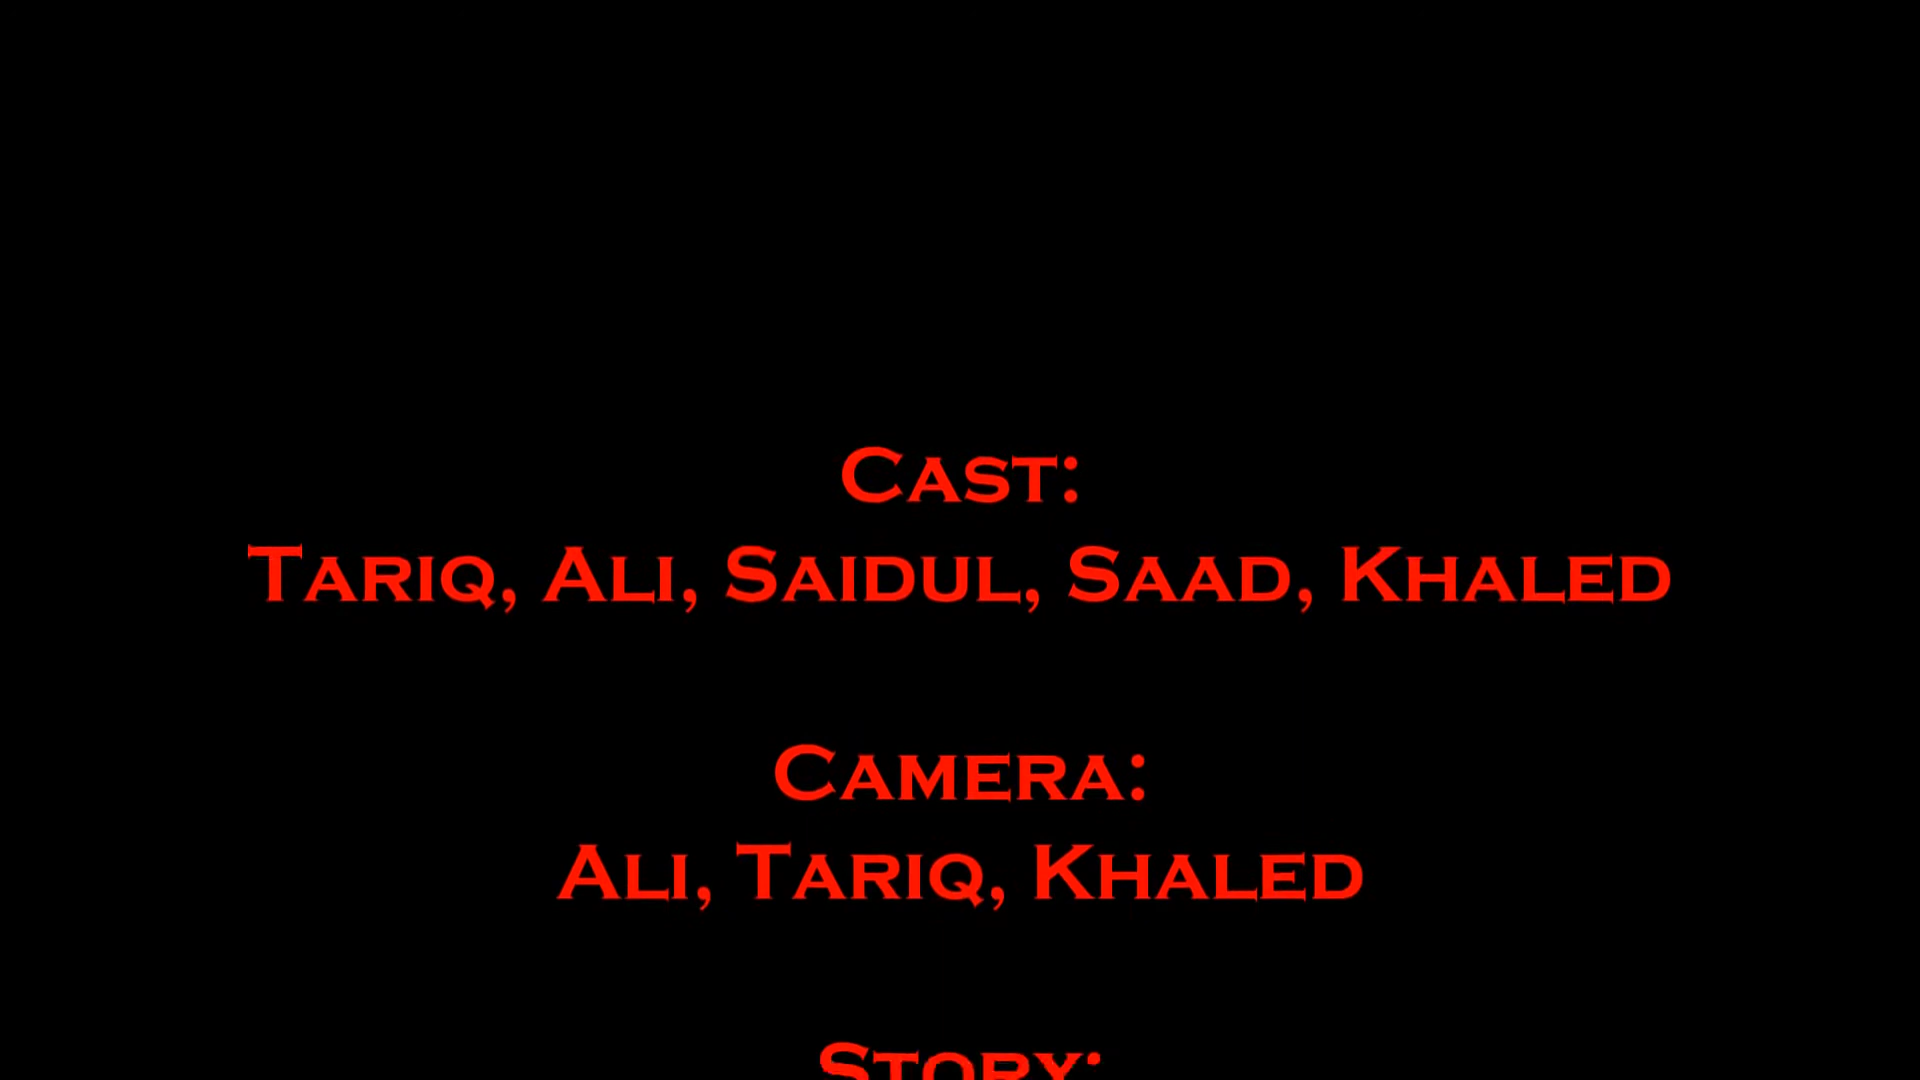 Cast:
Tariq, Ali, Saidul, Saad, Khaled
Camera:
Ali, Tariq, Khaled
Story: